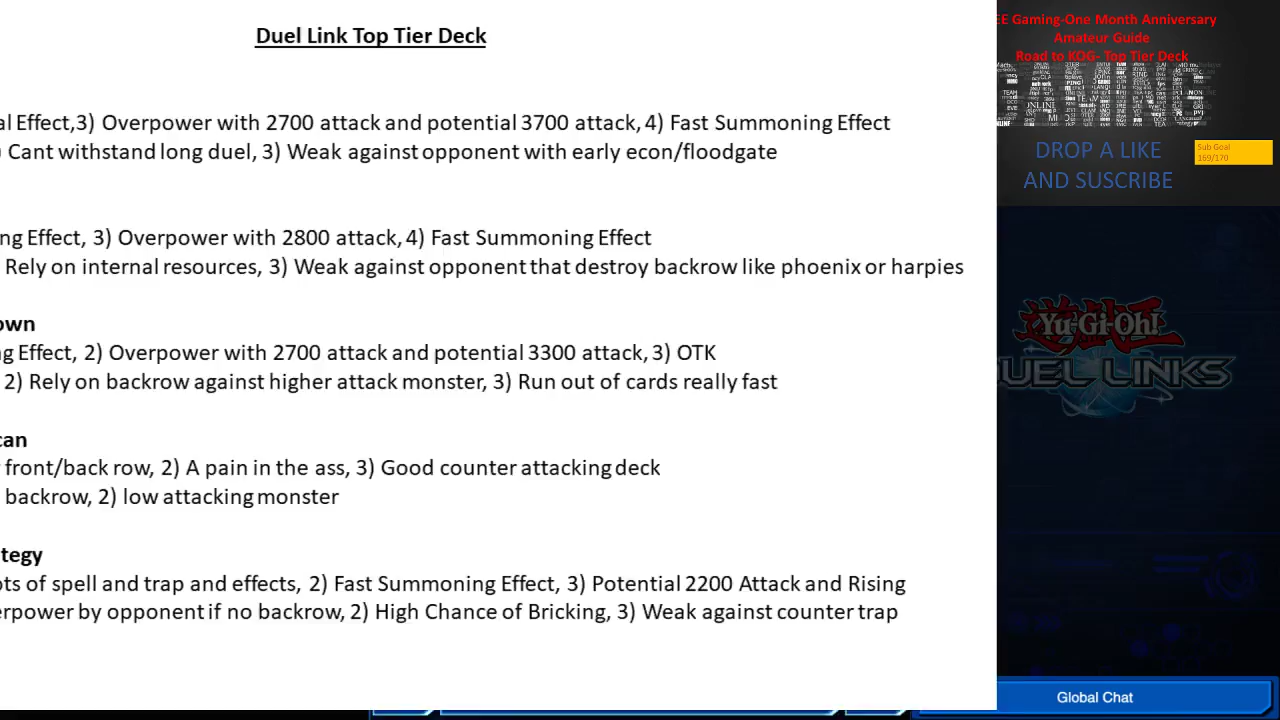 Duel Link Top Tier Deck
al Effect,3) Overpower with 2700 attack and potential 3700 attack, 4) Fast Summoning Effect
) Cant withstand long duel, 3) Weak against opponent with early econ/floodgate
ng Effect, 3) Overpower with 2800 attack, 4) Fast Summoning Effect
Rely on internal resources, 3) Weak against opponent that destroy backrow like phoenix or harpies
own
g Effect, 2) Overpower with 2700 attack and potential 3300 attack, 3) OTK
2) Rely on backrow against higher attack monster, 3) Run out of cards really fast
can
front/back row, 2) A pain in the ass, 3) Good counter attacking deck
backrow, 2) low attacking monster
tegy
ots of spell and trap and effects, 2) Fast Summoning Effect, 3) Potential 2200 Attack and Rising
erpower by opponent if no backrow, 2) High Chance of Bricking, 3) Weak against counter trap
EE Gaming-One Month Anniversary
Amateur Guide
Road to KOG- Top Tier Deck
GAMING
DROP A LIKE
AND SUSCRIBE
Sub Goal
169/170
Yu-Gi-Oh!
DUEL LINKS
Global Chat